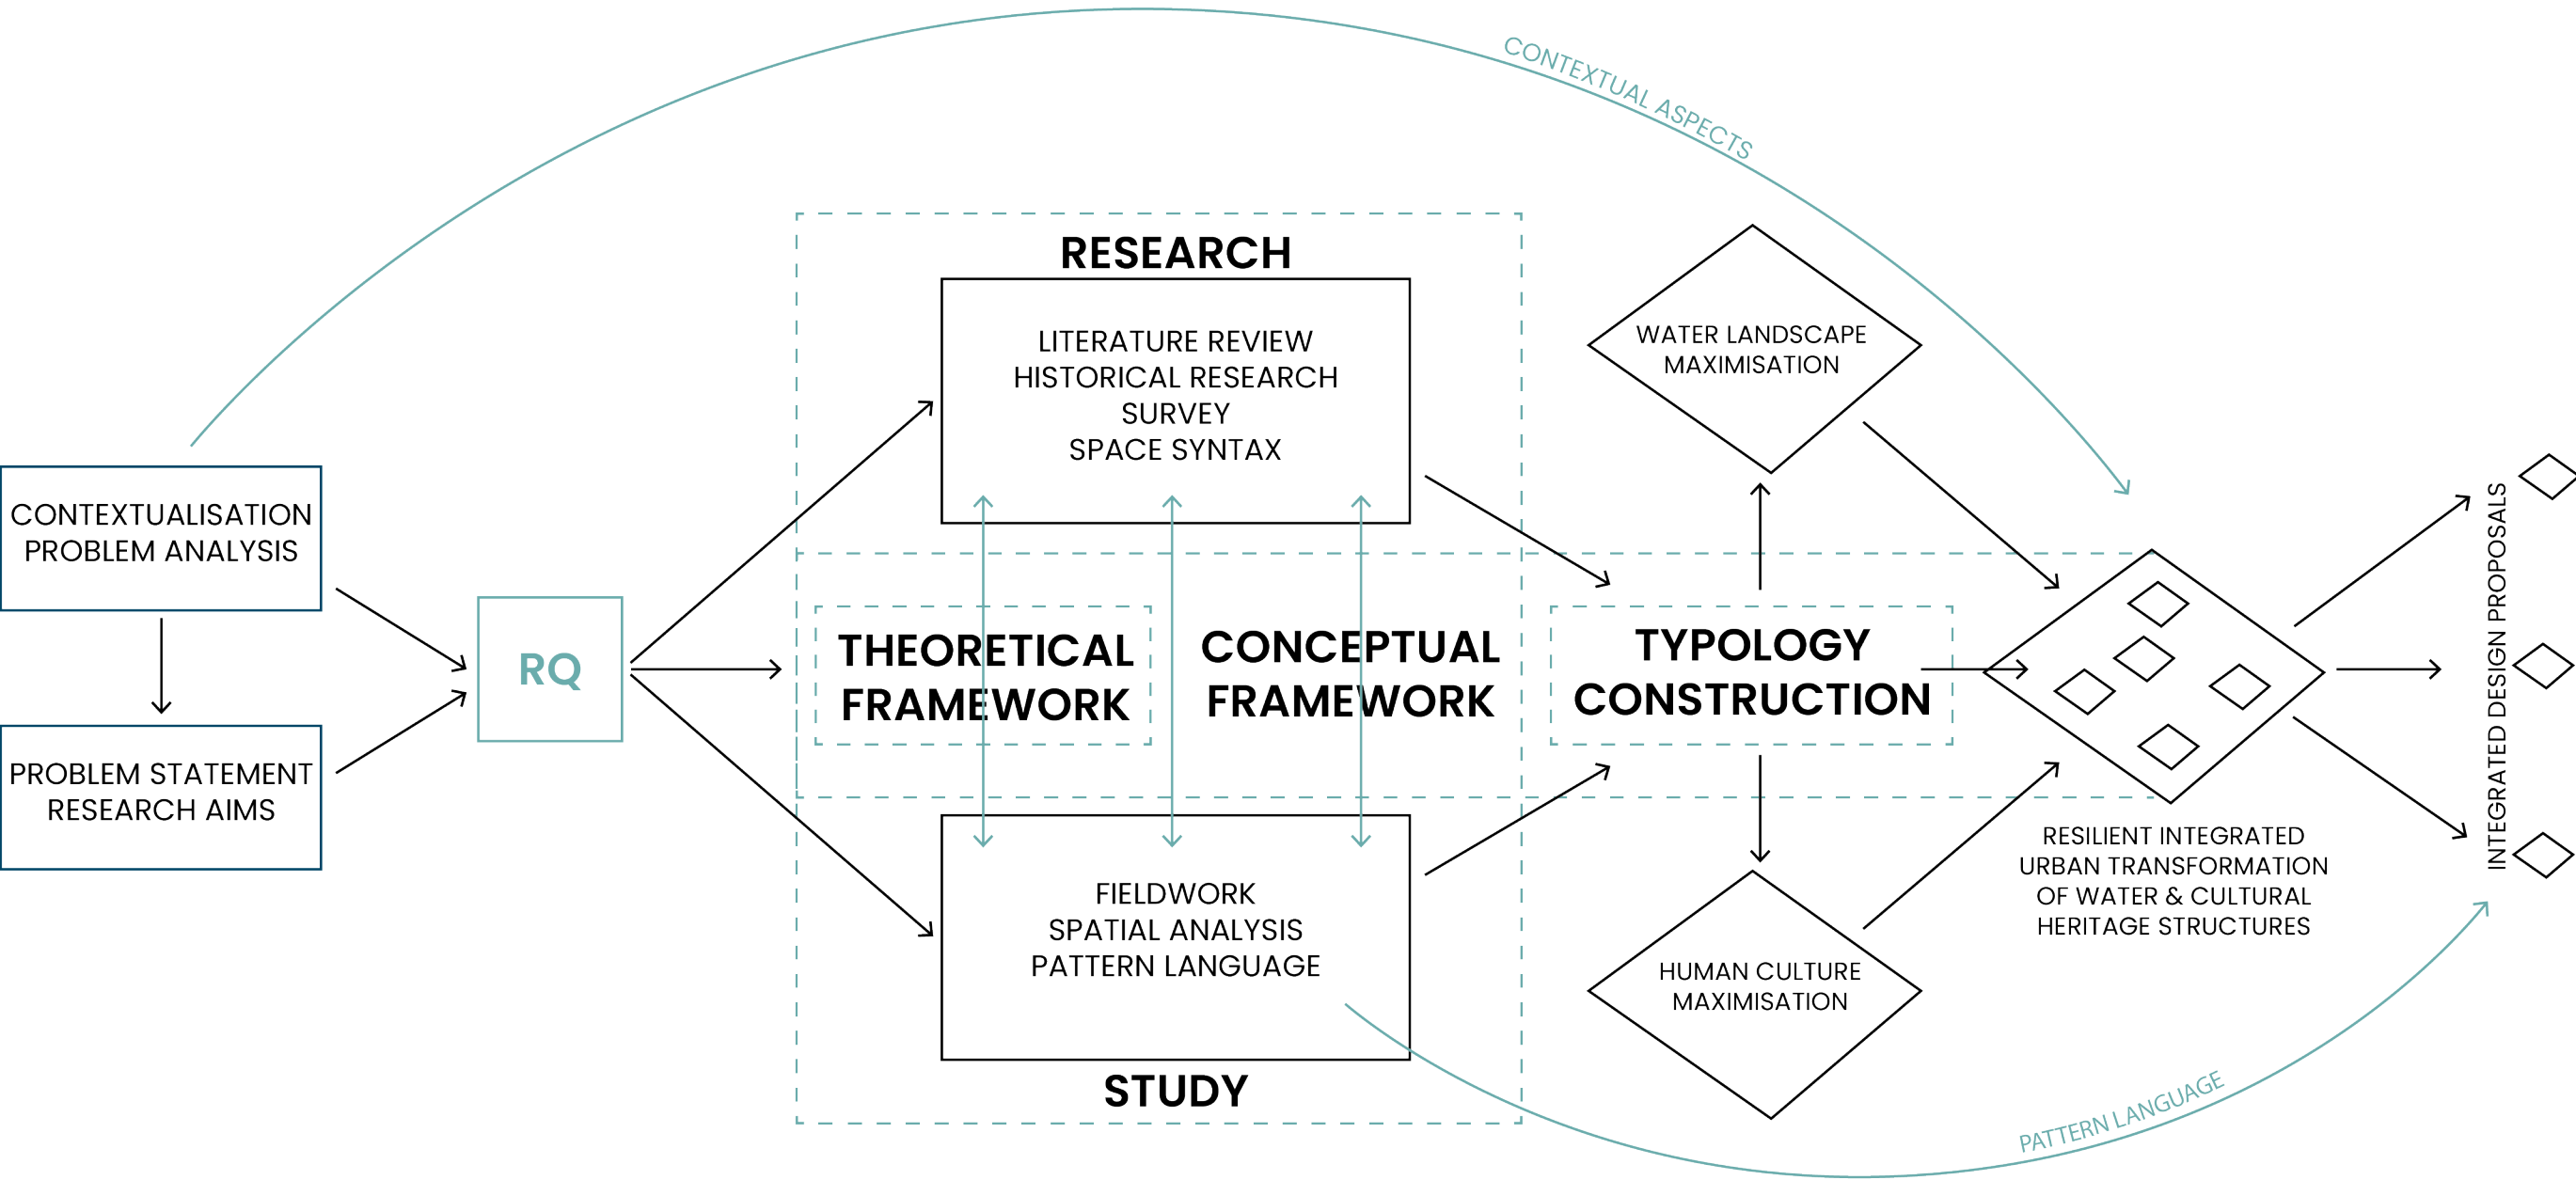 CONTEXTUAL ASPECTS
RESEARCH
LITERATURE REVIEW
HISTORICAL RESEARCH
SURVEY
SPACE SYNTAX
WATER LANDSCAPE
MAXIMISATION
CONTEXTUALISATION
PROBLEM ANALYSIS
PROBLEM STATEMENT
RESEARCH AIMS
RQ
THEORETICAL
FRAMEWORK
CONCEPTUAL
FRAMEWORK
TYPOLOGY
CONSTRUCTION
INTEGRATED DESIGN PROPOSALS
RESILIENT INTEGRATED
URBAN TRANSFORMATION
OF WATER & CULTURAL
HERITAGE STRUCTURES
FIELDWORK
SPATIAL ANALYSIS
PATTERN LANGUAGE
STUDY
HUMAN CULTURE
MAXIMISATION
PATTERN LANGUAGE